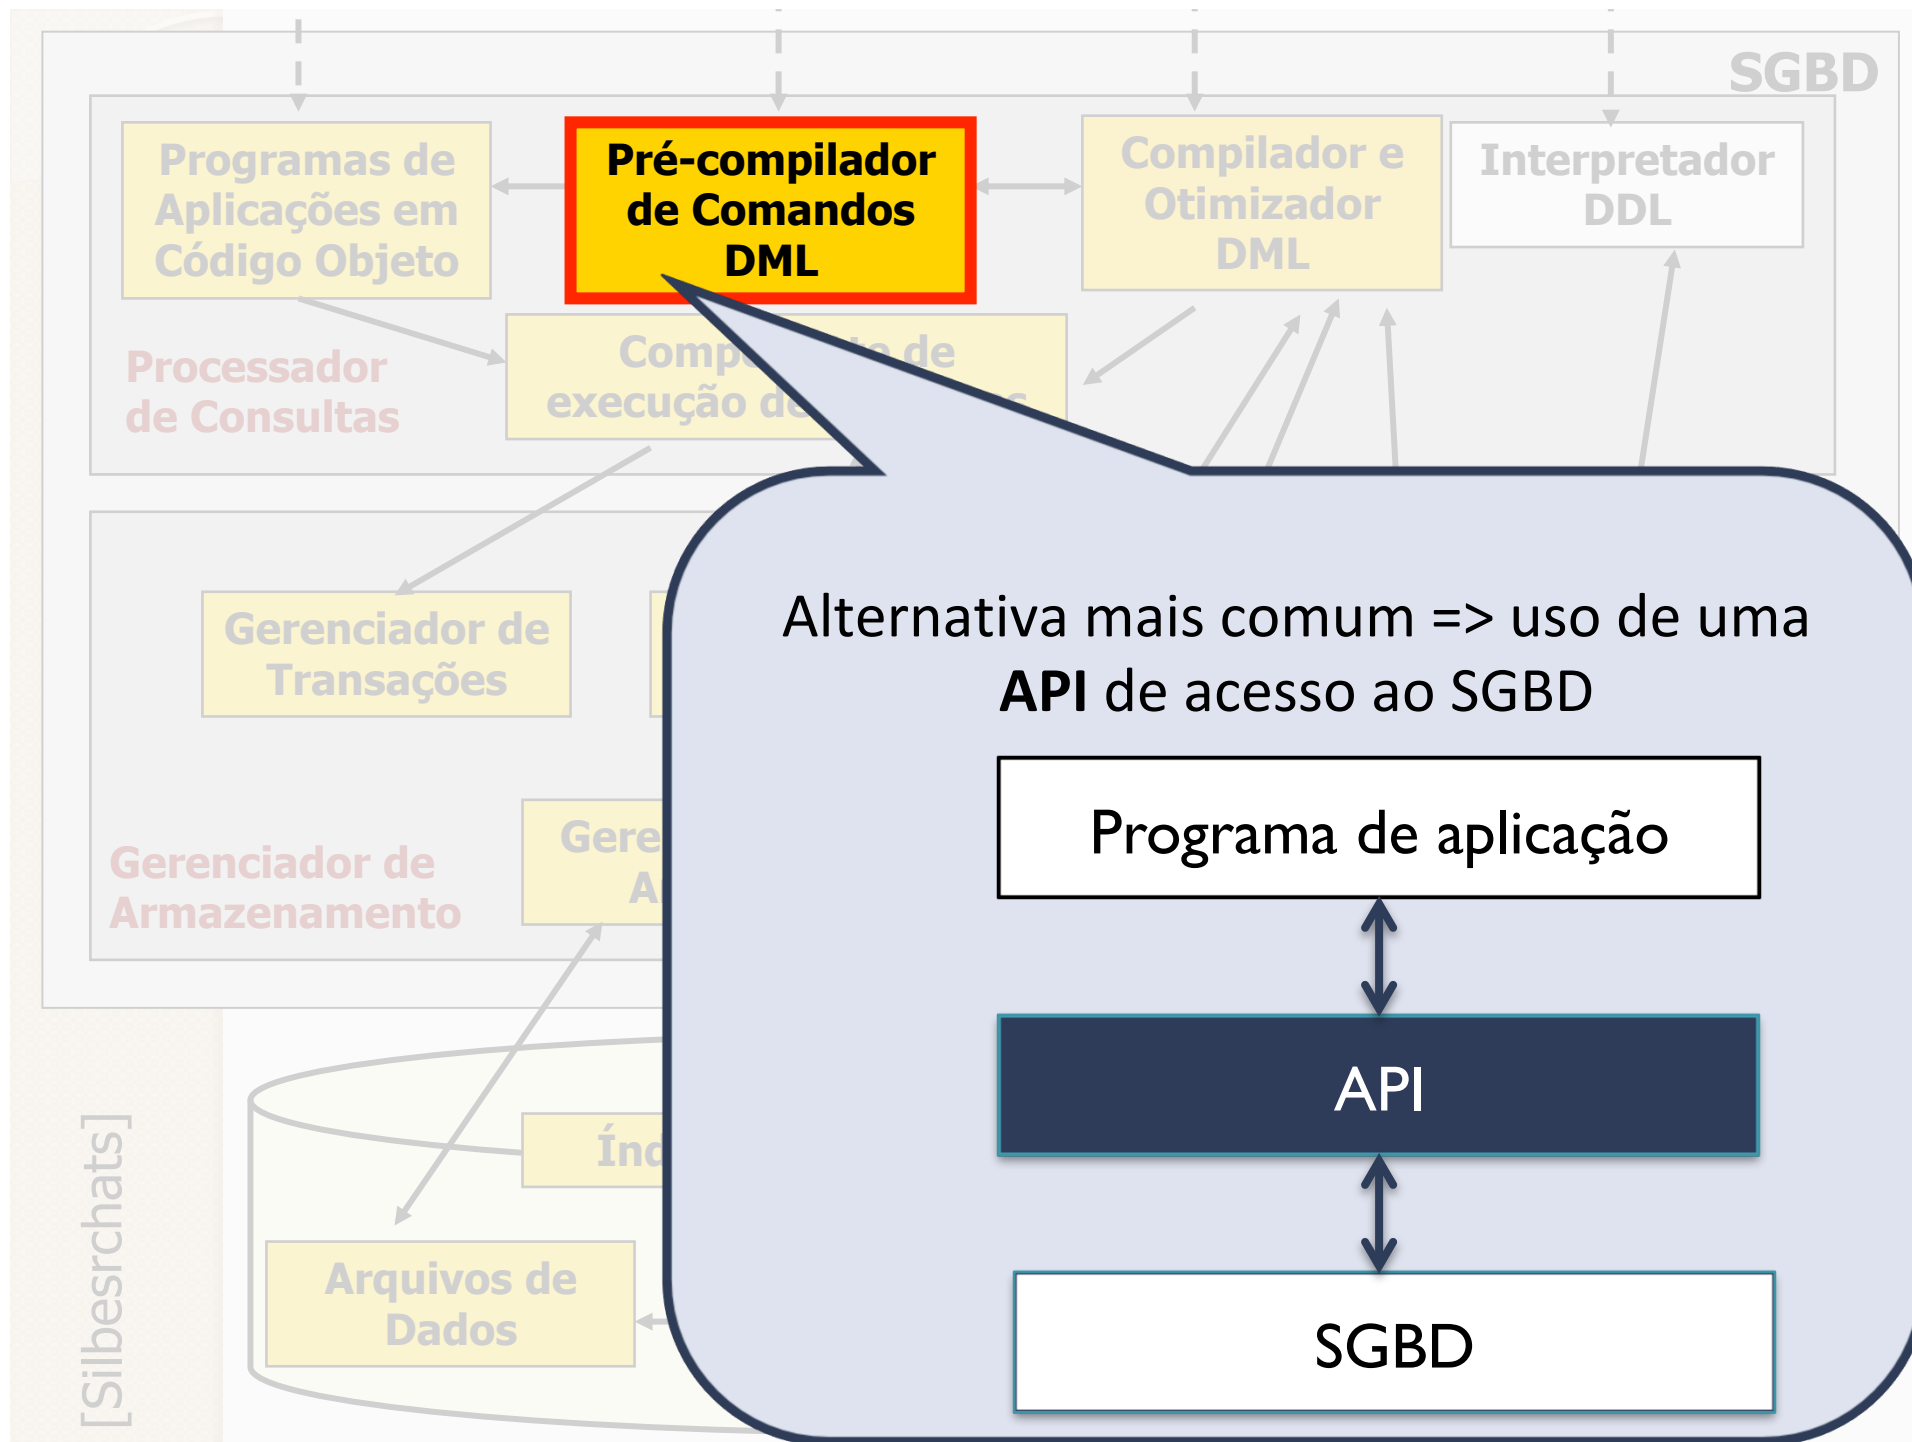 SGBD
Programas de
Aplicações em
Código Objeto
Pré-compilador
de Comandos
DML
Compilador e
Otimizador
DML
Interpretador
DDL
Processador
de Consultas
de
execução
Gerenciador de
Transações
Alternativa mais comum => uso de uma
API de acesso ao SGBD
Programa de aplicação
API
SGBD
Gerenciador de
Armazenamento
Arquivos de
Dados
[Silbesrchats]